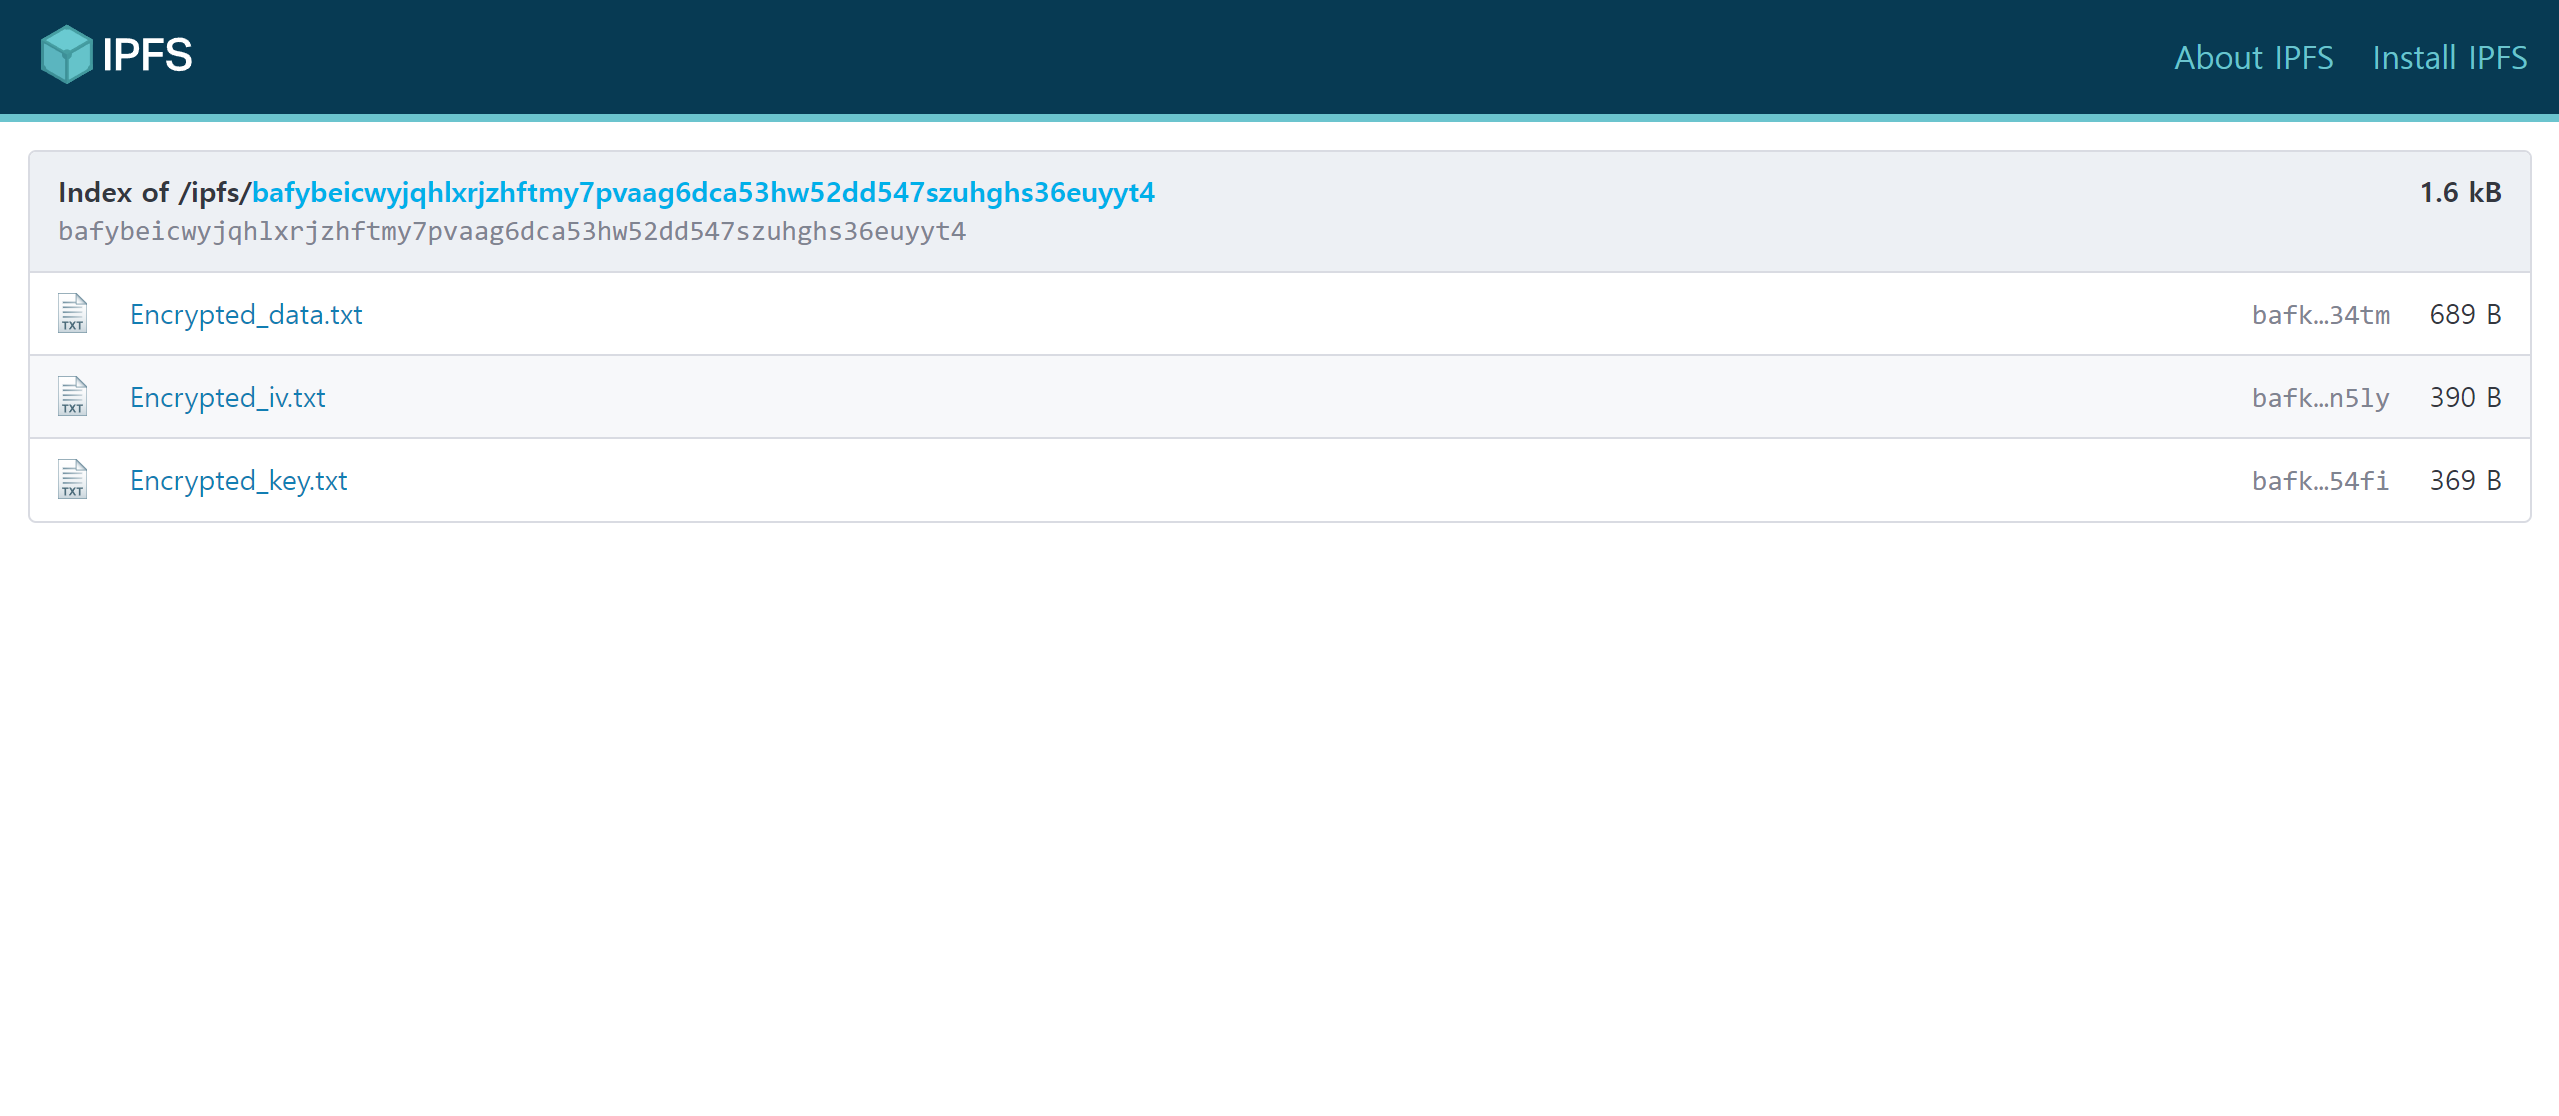 IPFS
About IPFS Install IPFS
Index of /ipfs/bafybeicwyjqhlxrjzhftmy7pvaag6dca53hw52dd547szuhghs36euyyt4 1.6 kB
bafybeicwyjqhlxrjzhftmy7pvaag6dca53hw52dd547szuhghs36euyyt4
TXT Encrypted_data.txt bafk…34tm 689 B
TXT Encrypted_iv.txt bafk…n5ly 390 B
TXT Encrypted_key.txt bafk…54fi 369 B